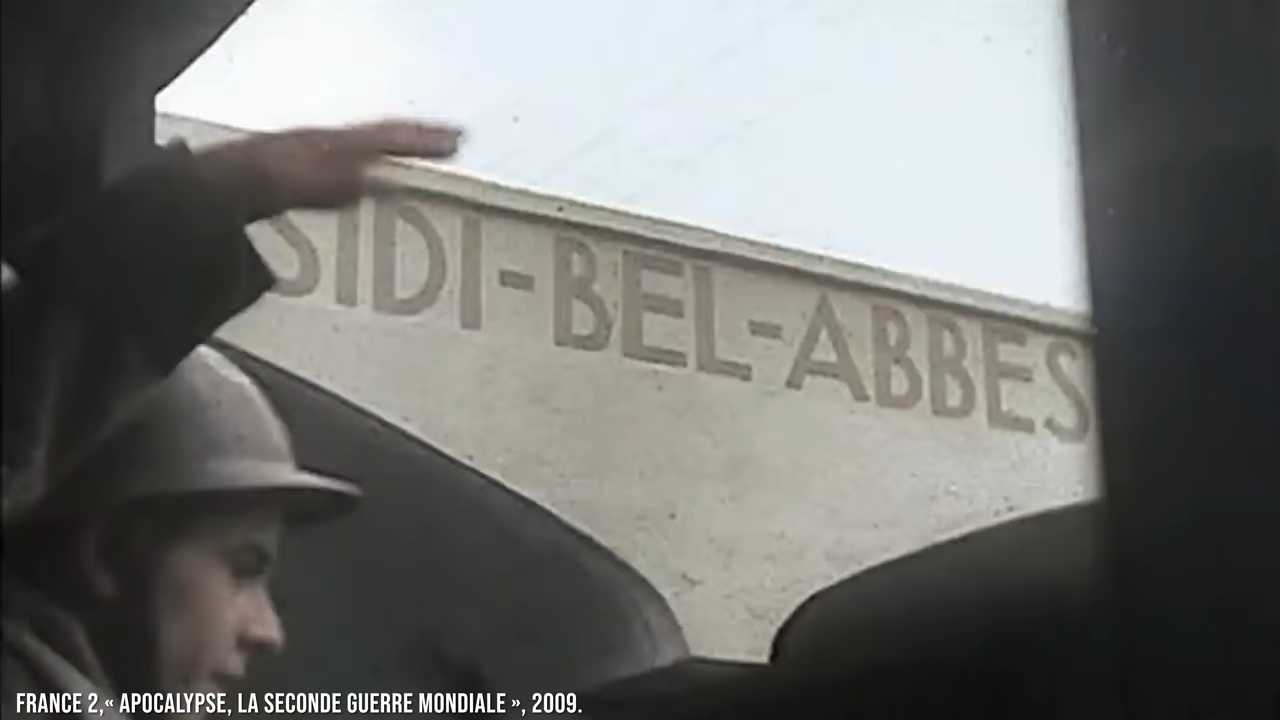 SIDI-BEL-ABBES
FRANCE 2,« APOCALYPSE, LA SECONDE GUERRE MONDIALE », 2009.